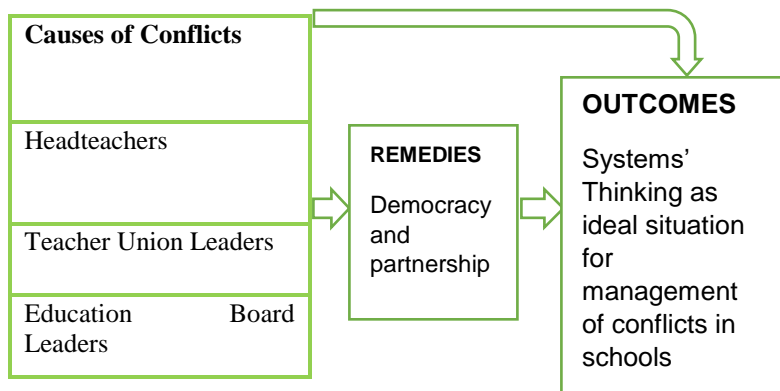 Causes of Conflicts
Headteachers
Teacher Union Leaders
Education Board
Leaders
REMEDIES
Democracy
and
partnership
OUTCOMES
Systems’
Thinking as
ideal situation
for
management
of conflicts in
schools